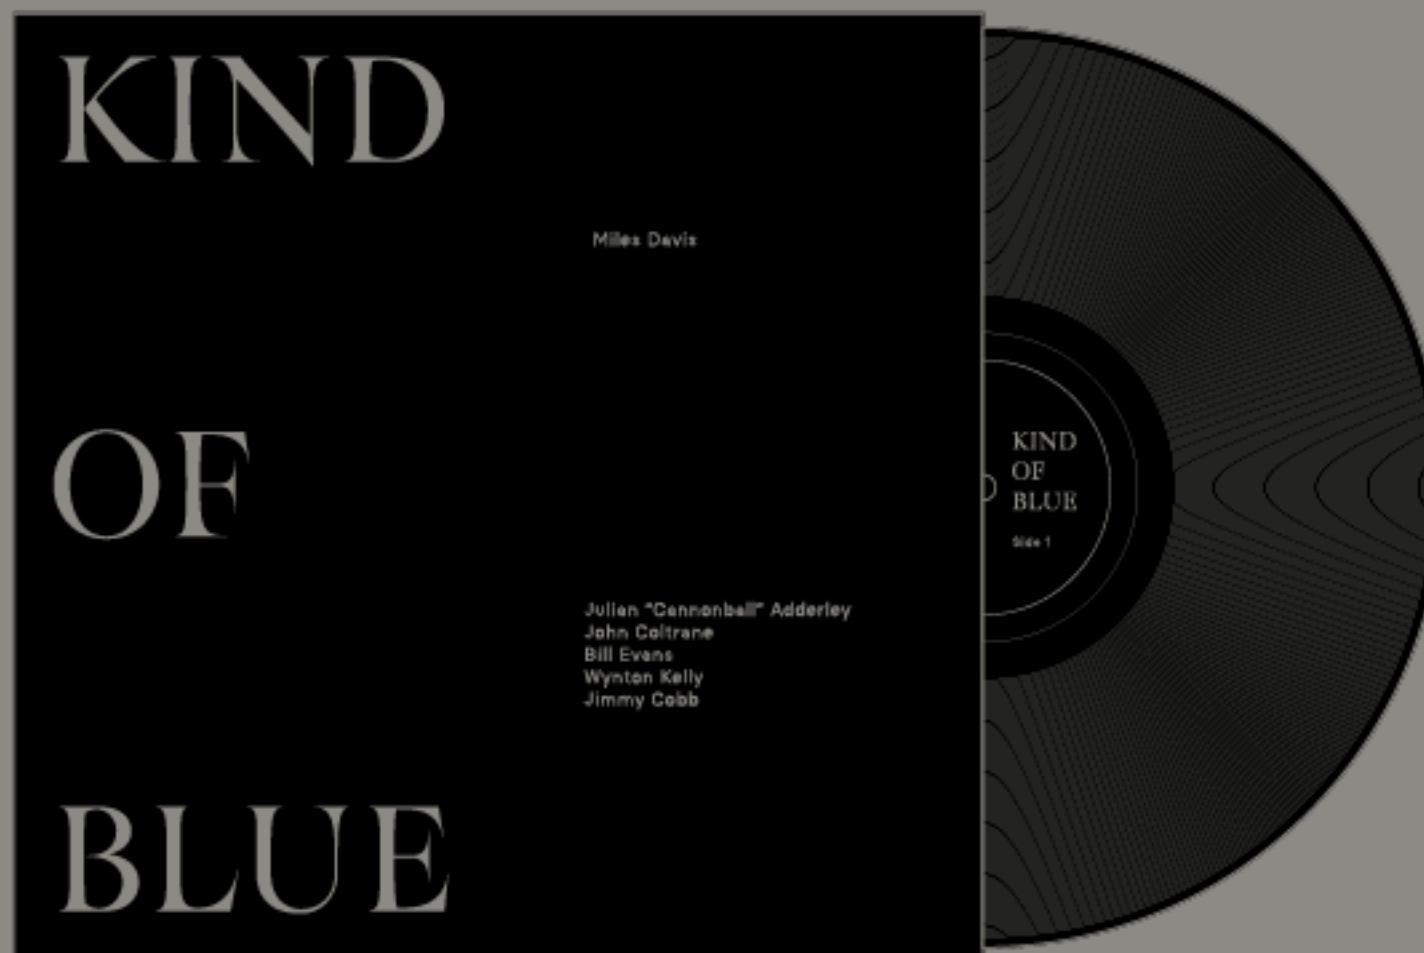 KIND
Miles Davis
OF
Julian "Cannonball" Adderley
John Coltrane
Bill Evans
Wynton Kelly
Jimmy Cobb
BLUE
KIND
OF
BLUE
Side 1